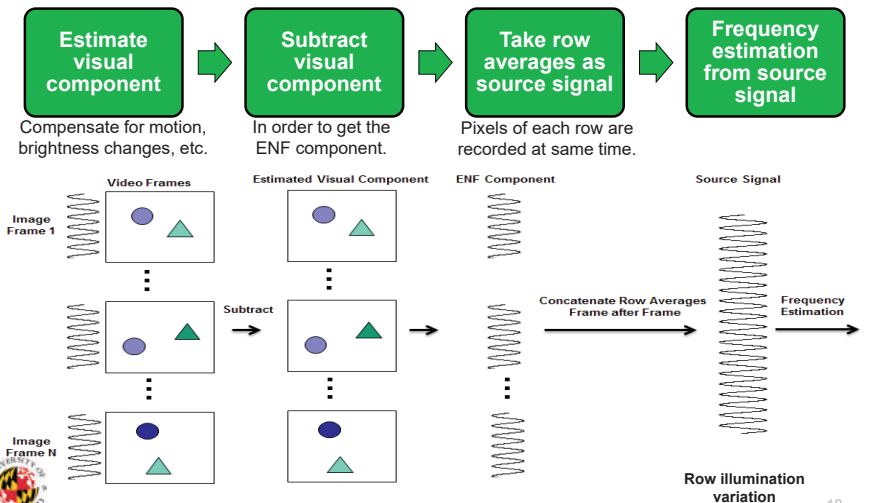 Estimate
visual
component
Subtract
visual
component
Take row
averages as
source signal
Frequency
estimation
from source
signal
Compensate for motion,
brightness changes, etc.
In order to get the
ENF component.
Pixels of each row are
recorded at same time.
Video Frames
Estimated Visual Component
ENF Component
Source Signal
Image
Frame 1
Subtract
Concatenate Row Averages
Frame after Frame
Frequency
Estimation
Image
Frame N
Row illumination
variation